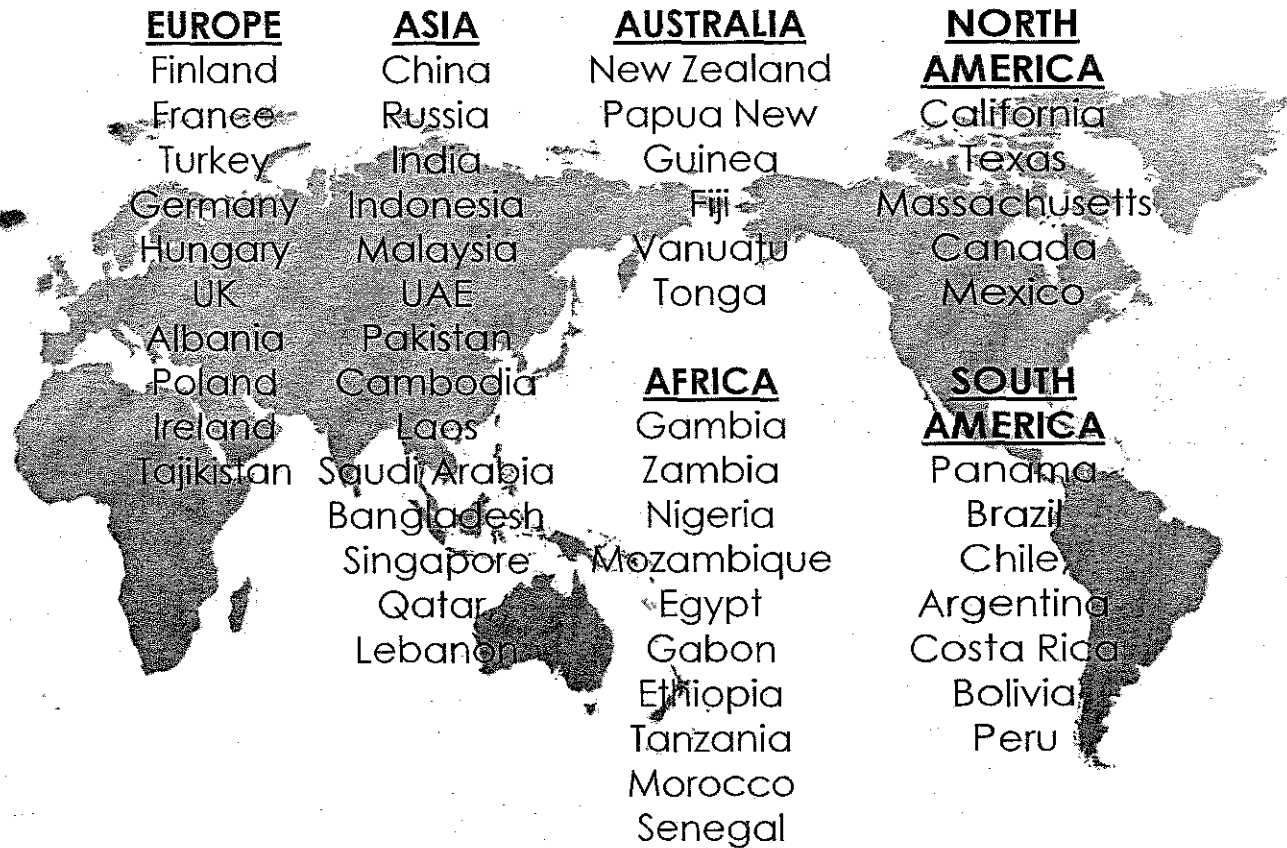 EUROPE
Finland
France
Turkey
Germany
Hungary
UK
Albania
Poland
Ireland
Tajikistan
ASIA
China
Russia
India
Indonesia
Malaysia
UAE
Pakistan
Cambodia
Laos
Saudi Arabia
Bangladesh
Singapore
Qatar
Lebanon
AUSTRALIA
New Zealand
Papua New
Guinea
Fiji
Vanuatu
Tonga
AFRICA
Gambia
Zambia
Nigeria
Mozambique
Egypt
Gabon
Ethiopia
Tanzania
Morocco
Senegal
NORTH
AMERICA
California
Texas
Massachusetts
Canada
Mexico
SOUTH
AMERICA
Panama
Brazil
Chile
Argentina
Costa Rica
Bolivia
Peru